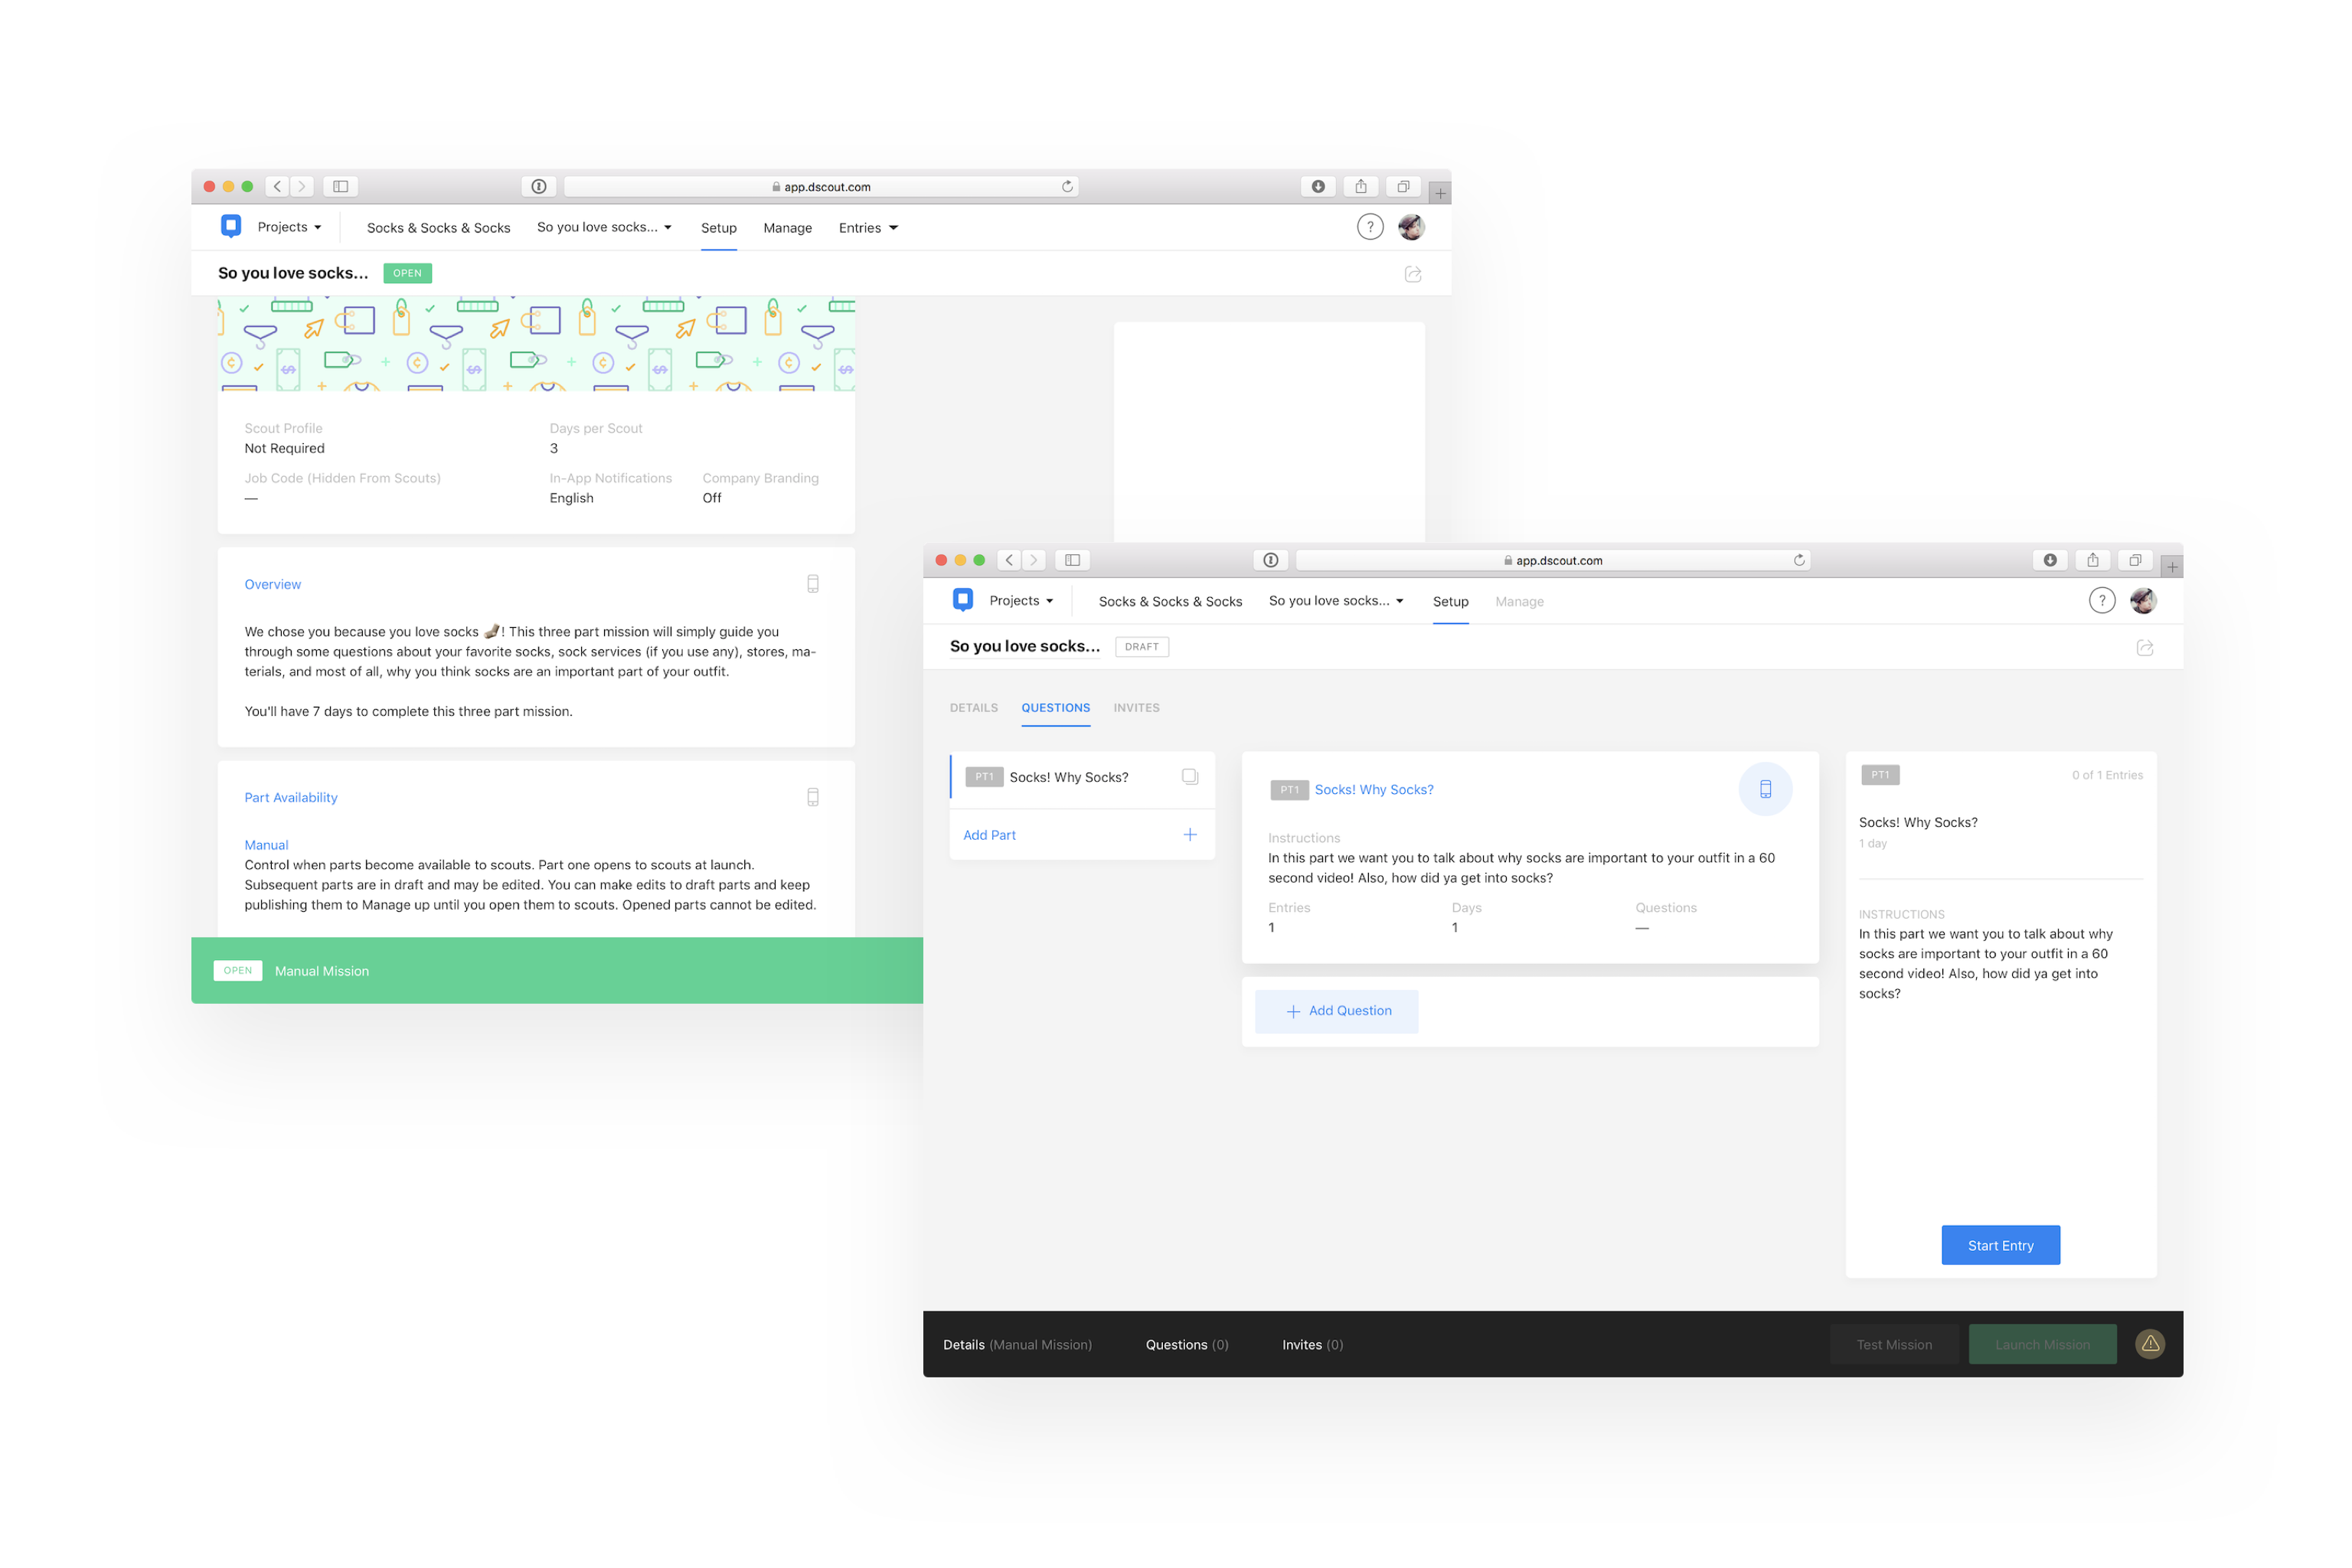 app.dscout.com
Projects
Socks & Socks & Socks
So you love socks...
Setup
Manage
Entries
?
So you love socks...
OPEN
Scout Profile
Not Required
Days per Scout
3
Job Code (Hidden From Scouts)
—
In-App Notifications
English
Company Branding
Off
Overview
We chose you because you love socks 🧦! This three part mission will simply guide you
through some questions about your favorite socks, sock services (if you use any), stores, ma-
terials, and most of all, why you think socks are an important part of your outfit.
You'll have 7 days to complete this three part mission.
Part Availability
Manual
Control when parts become available to scouts. Part one opens to scouts at launch.
Subsequent parts are in draft and may be edited. You can make edits to draft parts and keep
publishing them to Manage up until you open them to scouts. Opened parts cannot be edited.
OPEN
Manual Mission
app.dscout.com
Projects
Socks & Socks & Socks
So you love socks...
Setup
Manage
?
So you love socks...
DRAFT
DETAILS
QUESTIONS
INVITES
PT1
Socks! Why Socks?
Add Part
PT1
Socks! Why Socks?
Instructions
In this part we want you to talk about why socks are important to your outfit in a 60
second video! Also, how did ya get into socks?
Entries
1
Days
1
Questions
—
Add Question
PT1
0 of 1 Entries
Socks! Why Socks?
1 day
INSTRUCTIONS
In this part we want you to talk about why
socks are important to your outfit in a 60
second video! Also, how did ya get into
socks?
Start Entry
Details (Manual Mission)
Questions (0)
Invites (0)
Test Mission
Launch Mission